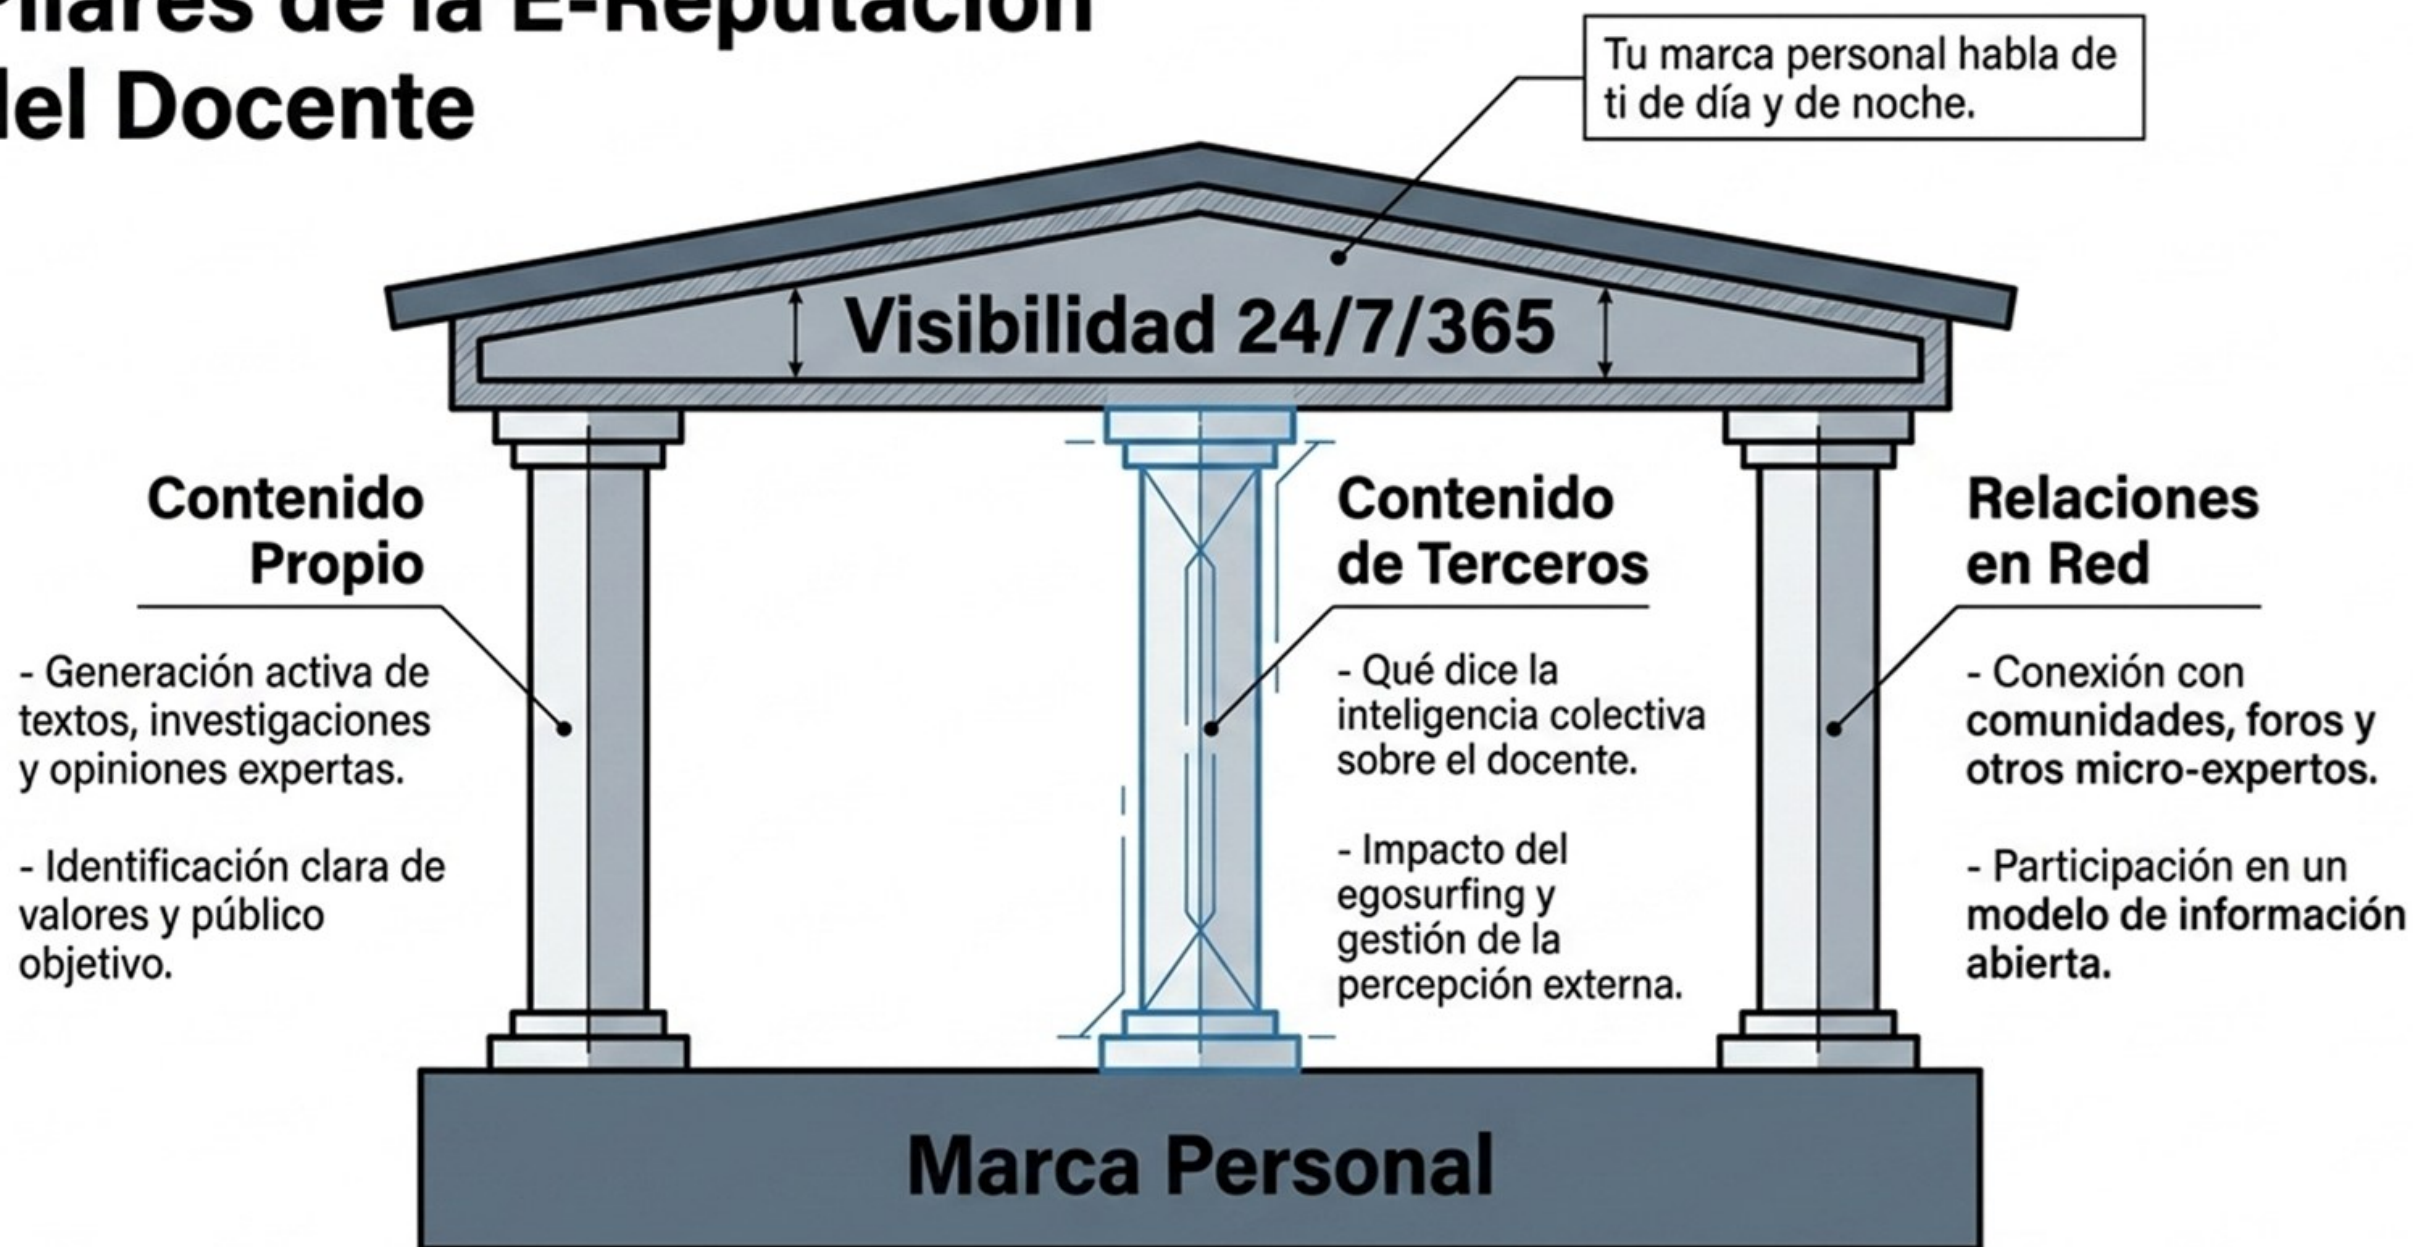 Pilares de la E-Reputación
del Docente
Tu marca personal habla de
ti de día y de noche.
Visibilidad 24/7/365
Contenido
Propio
- Generación activa de
textos, investigaciones
y opiniones expertas.
- Identificación clara de
valores y público
objetivo.
Contenido
de Terceros
- Qué dice la
inteligencia colectiva
sobre el docente.
- Impacto del
egosurfing y
gestión de la
percepción externa.
Relaciones
en Red
- Conexión con
comunidades, foros y
otros micro-expertos.
- Participación en un
modelo de información
abierta.
Marca Personal